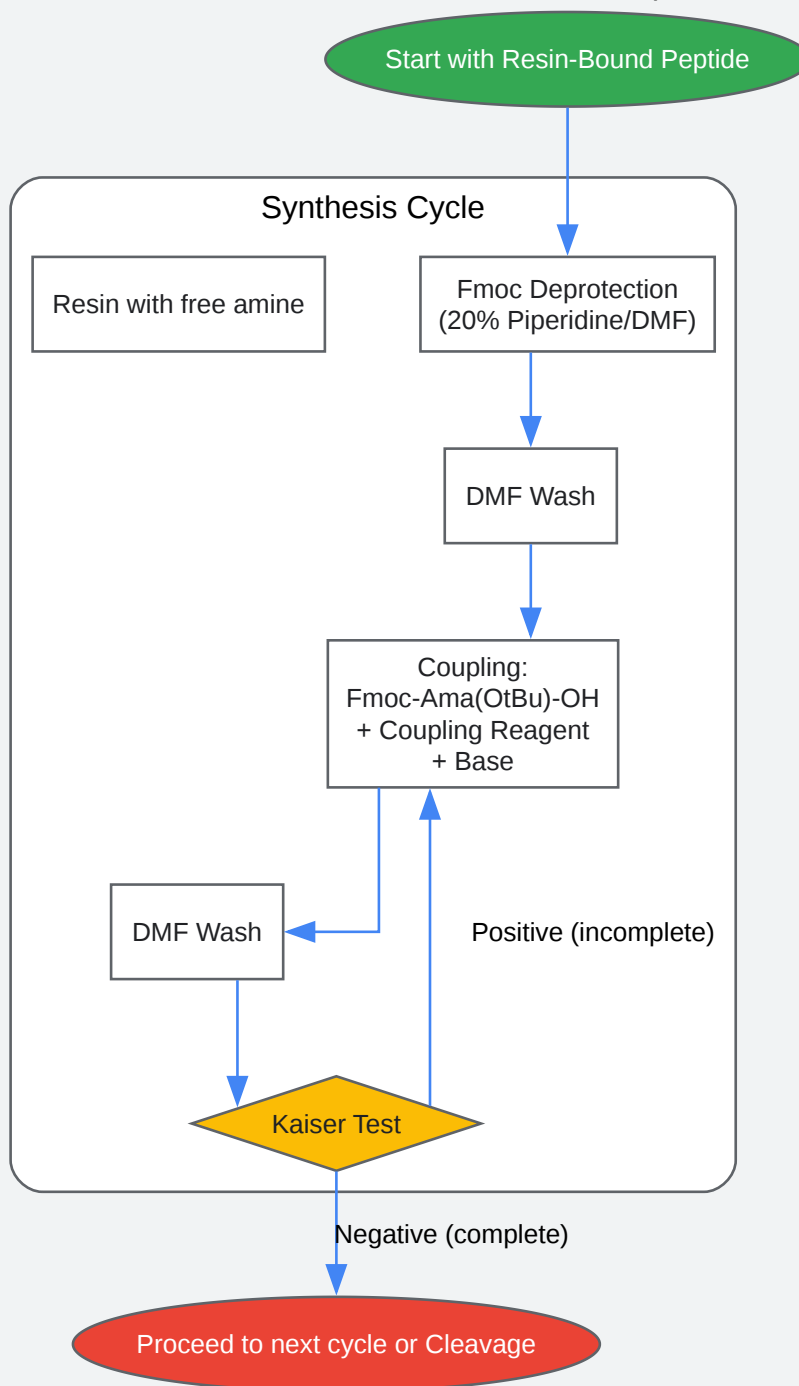 Start with Resin-Bound Peptide
Synthesis Cycle
Resin with free amine
Fmoc Deprotection
(20% Piperidine/DMF)
DMF Wash
Coupling:
Fmoc-Ama(OtBu)-OH
+ Coupling Reagent
+ Base
DMF Wash
Positive (incomplete)
Kaiser Test
Negative (complete)
Proceed to next cycle or Cleavage